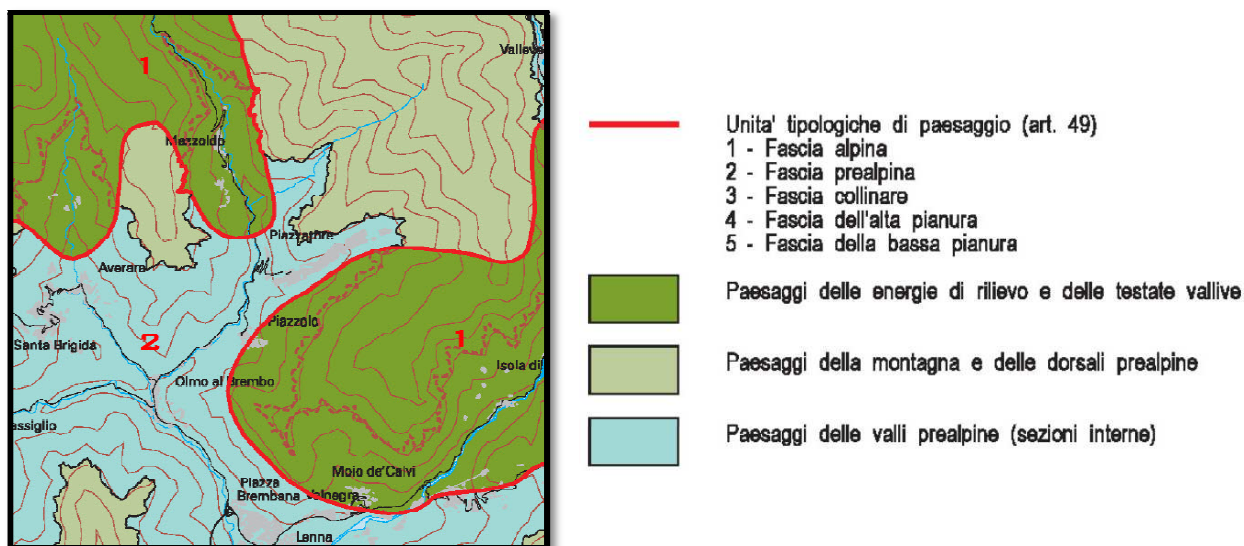 Valleve
1
Mezzoldo
Piazzatore
Averara
Piazzolo
Santa Brigida
2
1
Isola di
Olmo al Brembo
assiglio
Moio de'Calvi
Piazza
Brembana Valnegra
Lenna
Unita' tipologiche di paesaggio (art. 49)
1 - Fascia alpina
2 - Fascia prealpina
3 - Fascia collinare
4 - Fascia dell'alta pianura
5 - Fascia della bassa pianura
Paesaggi delle energie di rilievo e delle testate vallive
Paesaggi della montagna e delle dorsali prealpine
Paesaggi delle valli prealpine (sezioni interne)